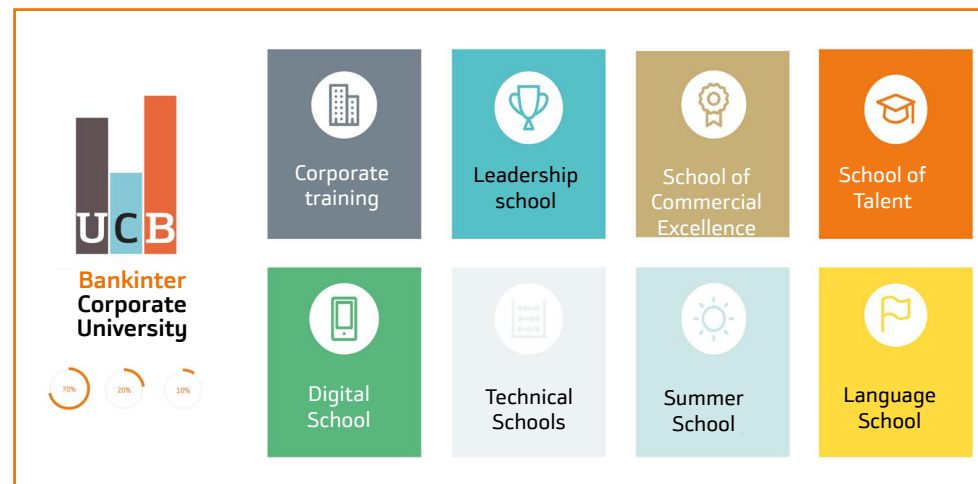 UCB
Bankinter
Corporate
University
70%
20%
10%
Corporate
training
Leadership
school
School of
Commercial
Excellence
School of
Talent
Digital
School
Technical
Schools
Summer
School
Language
School